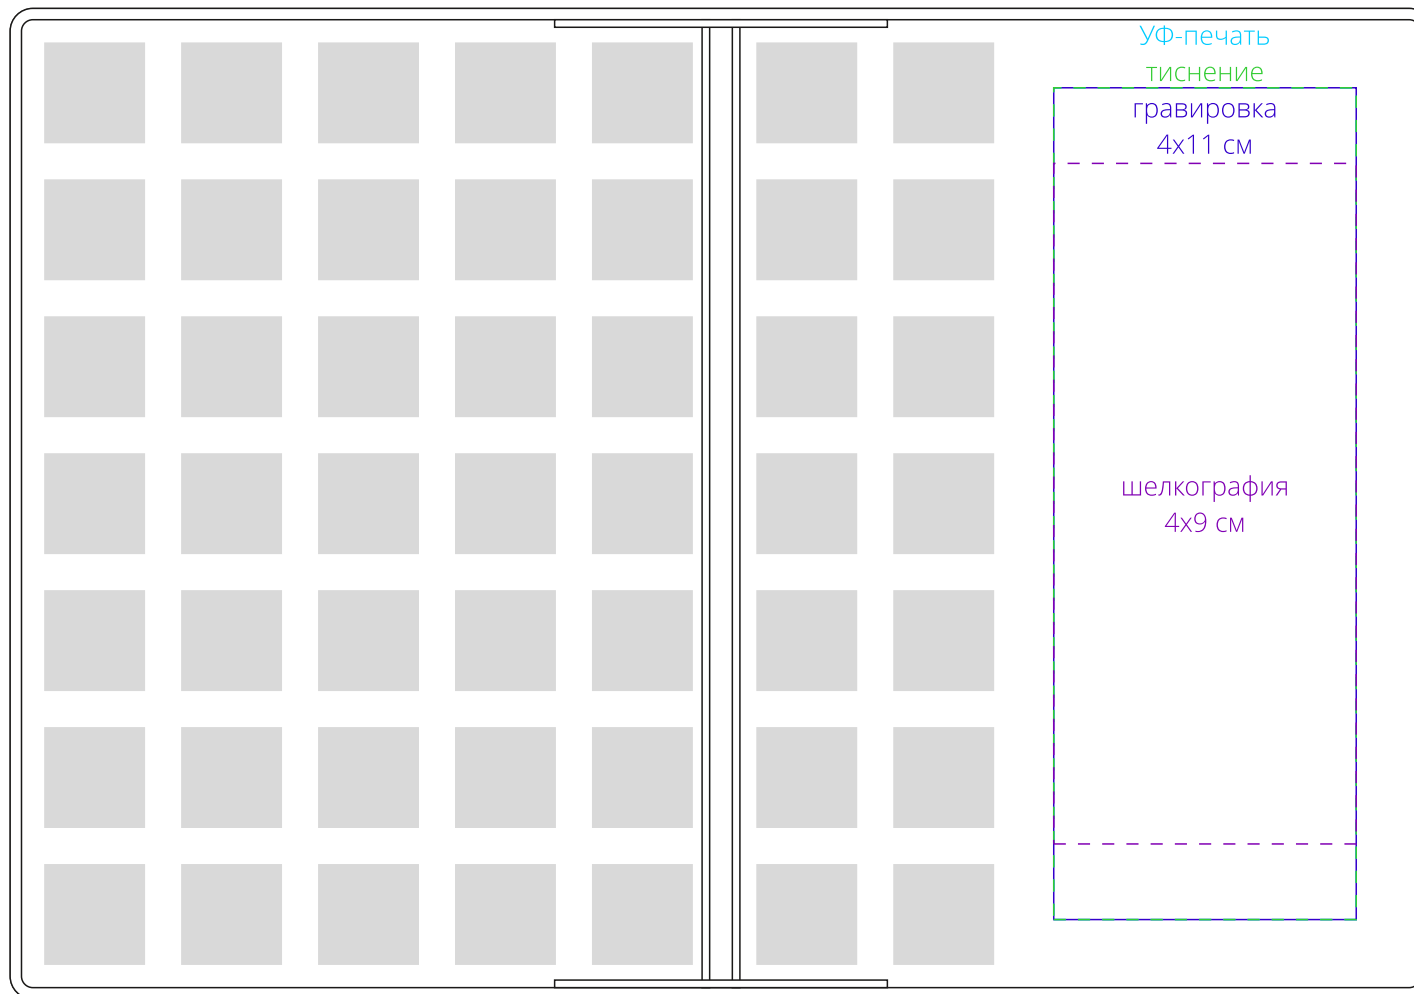 УФ-печать
тиснение
гравировка
4х11 см
шелкография
4х9 см